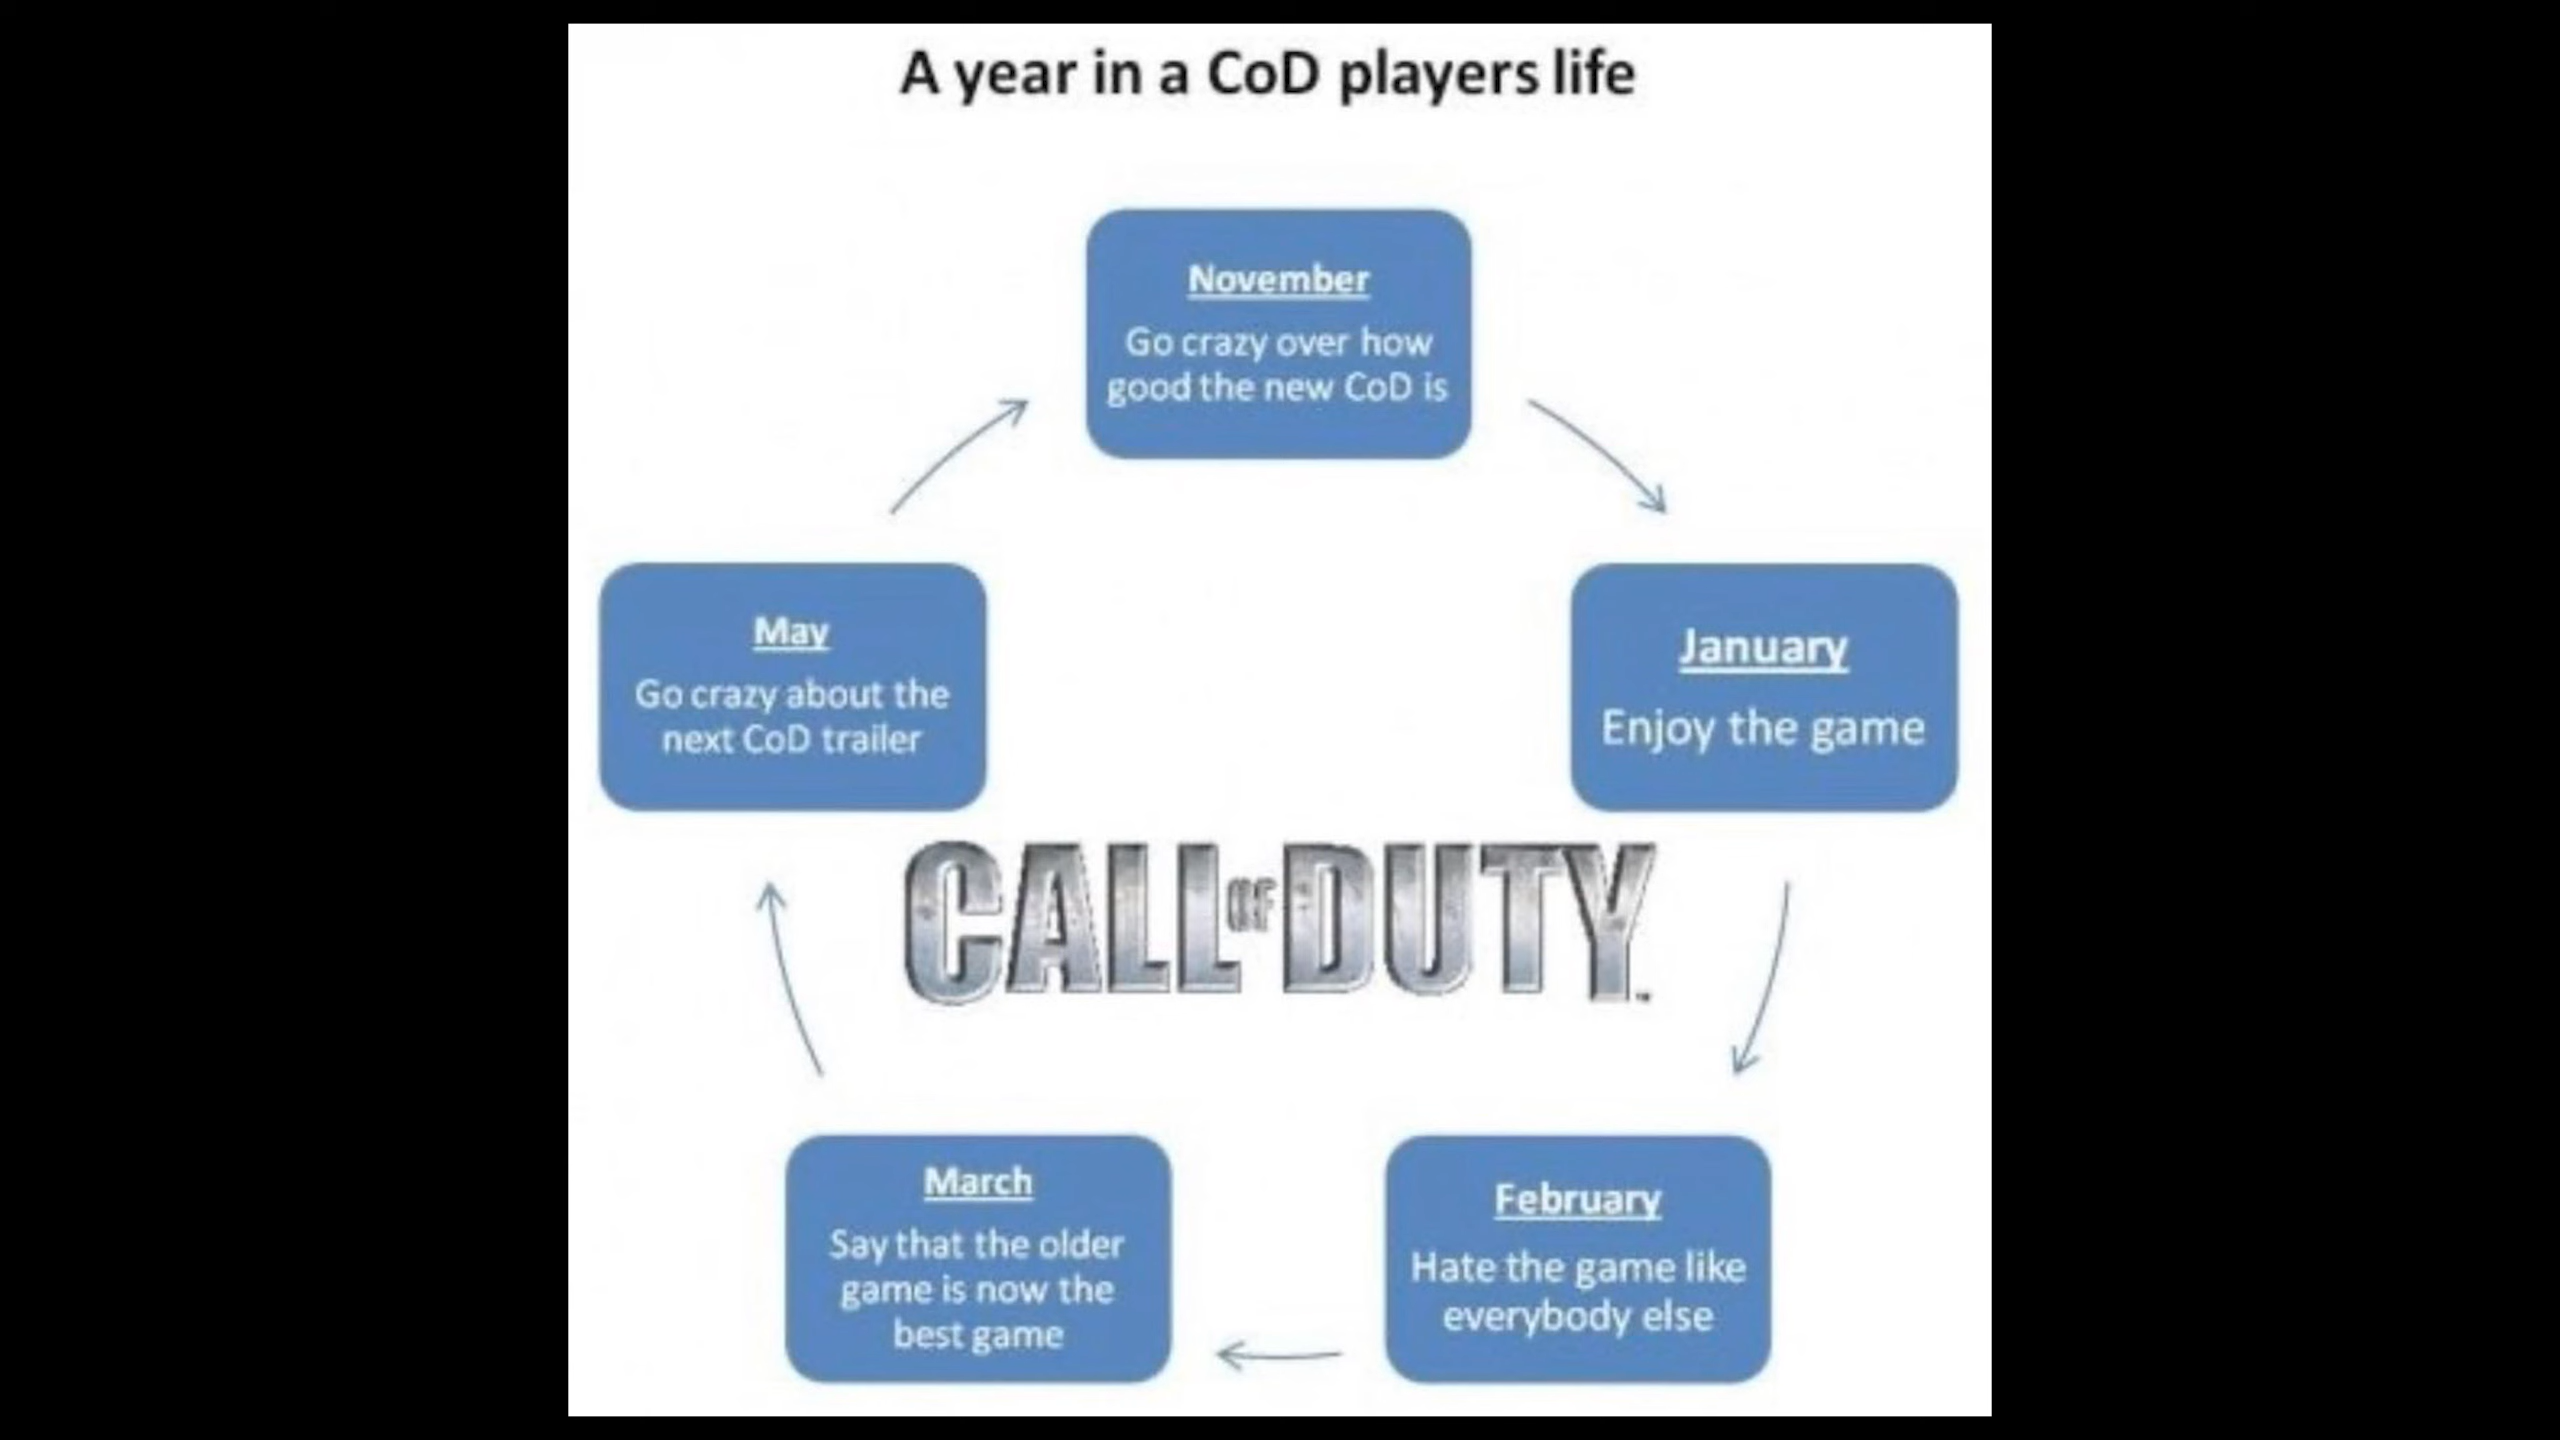 A year in a CoD players life
November
Go crazy over how
good the new CoD is
January
Enjoy the game
February
Hate the game like
everybody else
March
Say that the older
game is now the
best game
May
Go crazy about the
next CoD trailer
CALL OF DUTY™